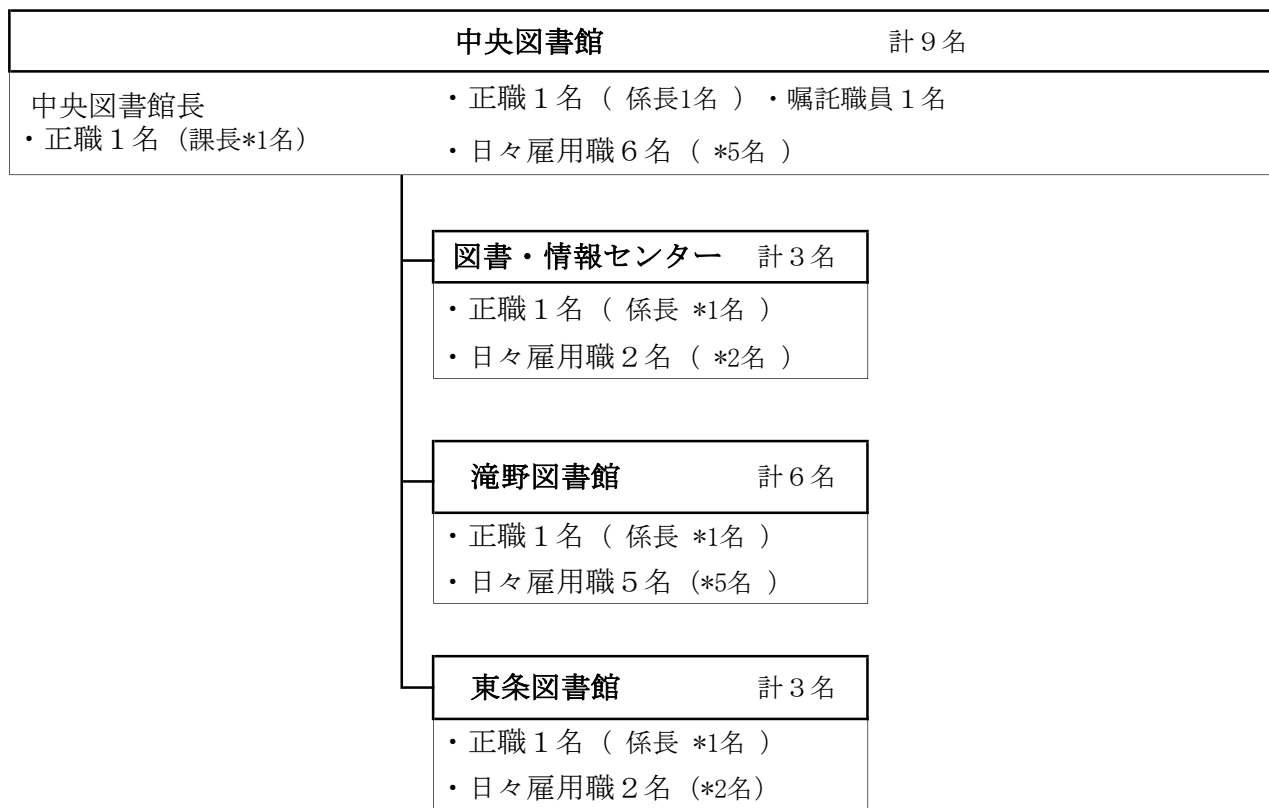 中央図書館 計９名
中央図書館長
・正職１名（課長*1名）
・正職１名（ 係長1名 ）・嘱託職員１名
・日々雇用職６名（ *5名 ）
図書・情報センター 計３名
・正職１名（ 係長 *1名 ）
・日々雇用職２名（ *2名 ）
滝野図書館 計６名
・正職１名（ 係長 *1名 ）
・日々雇用職５名（*5名 ）
東条図書館 計３名
・正職１名（ 係長 *1名 ）
・日々雇用職２名（*2名）